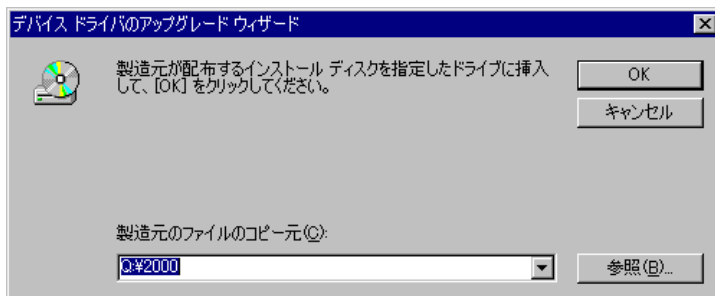 デバイス ドライバのアップグレード ウィザード
製造元が配布するインストール ディスクを指定したドライブに挿入
して、[OK] をクリックしてください。
OK
キャンセル
製造元のファイルのコピー元(C):
Q:¥2000
参照(B)...